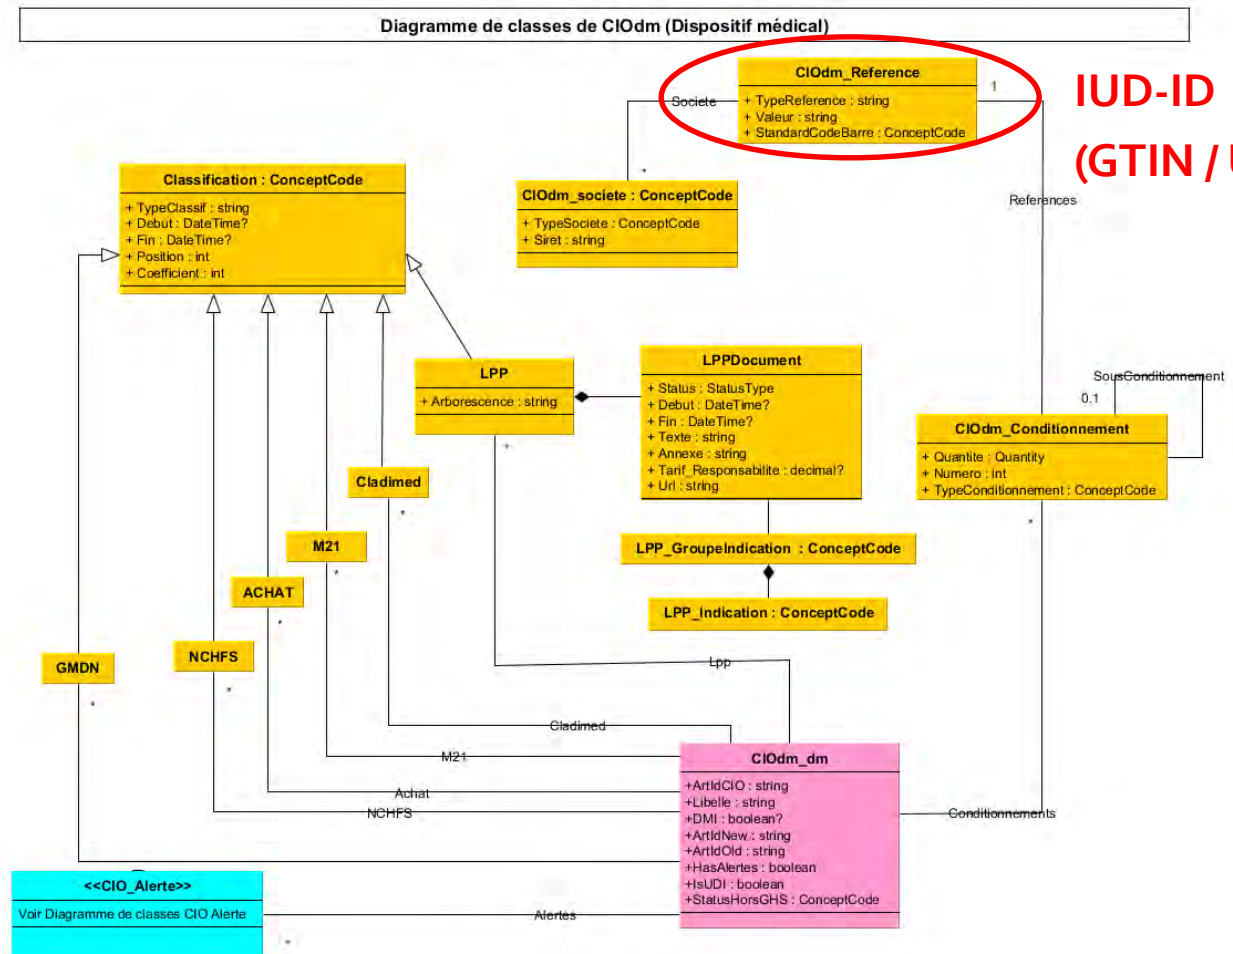 Diagramme de classes de CIOdm (Dispositif médical)
CIOdm_Reference
+ TypeReference : string
+ Valeur : string
+ StandardCodeBarre : ConceptCode
Societe
1
IUD-ID
(GTIN / U
*
References
Classification : ConceptCode
+ TypeClassif : string
+ Debut : DateTime?
+ Fin : DateTime?
+ Position : int
+ Coefficient : int
CIOdm_societe : ConceptCode
+ TypeSociete : ConceptCode
+ Siret : string
LPP
+ Arborescence : string
*
LPPDocument
+ Status : StatusType
+ Debut : DateTime?
+ Fin : DateTime?
+ Texte : string
+ Annexe : string
+ Tarif_Responsabilite : decimal?
+ Url : string
SousConditionnement
0.1
CIOdm_Conditionnement
+ Quantite : Quantity
+ Numero : int
+ TypeConditionnement : ConceptCode
*
Cladimed
*
M21
*
LPP_GroupeIndication : ConceptCode
ACHAT
*
LPP_Indication : ConceptCode
NCHFS
*
GMDN
*
Lpp
Cladimed
M21
Achat
NCHFS
CIOdm_dm
+ArtIdCIO : string
+Libelle : string
+DMI : boolean?
+ArtIdNew : string
+ArtIdOld : string
+HasAlertes : boolean
+IsUDI : boolean
+StatusHorsGHS : ConceptCode
Conditionnements
<<CIO_Alerte>>
Voir Diagramme de classes CIO Alerte
Alertes
*